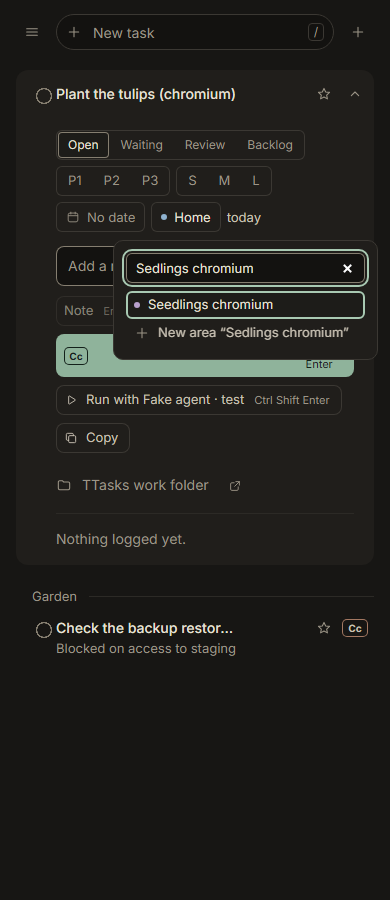 New task /
Plant the tulips (chromium)
Open Waiting Review Backlog
P1 P2 P3 S M L
No date Home today
Add a
Sedlings chromium
Seedlings chromium
New area “Sedlings chromium”
Note
Cc Enter
Run with Fake agent · test Ctrl Shift Enter
Copy
TTasks work folder
Nothing logged yet.
Garden
Check the backup restor... Cc
Blocked on access to staging